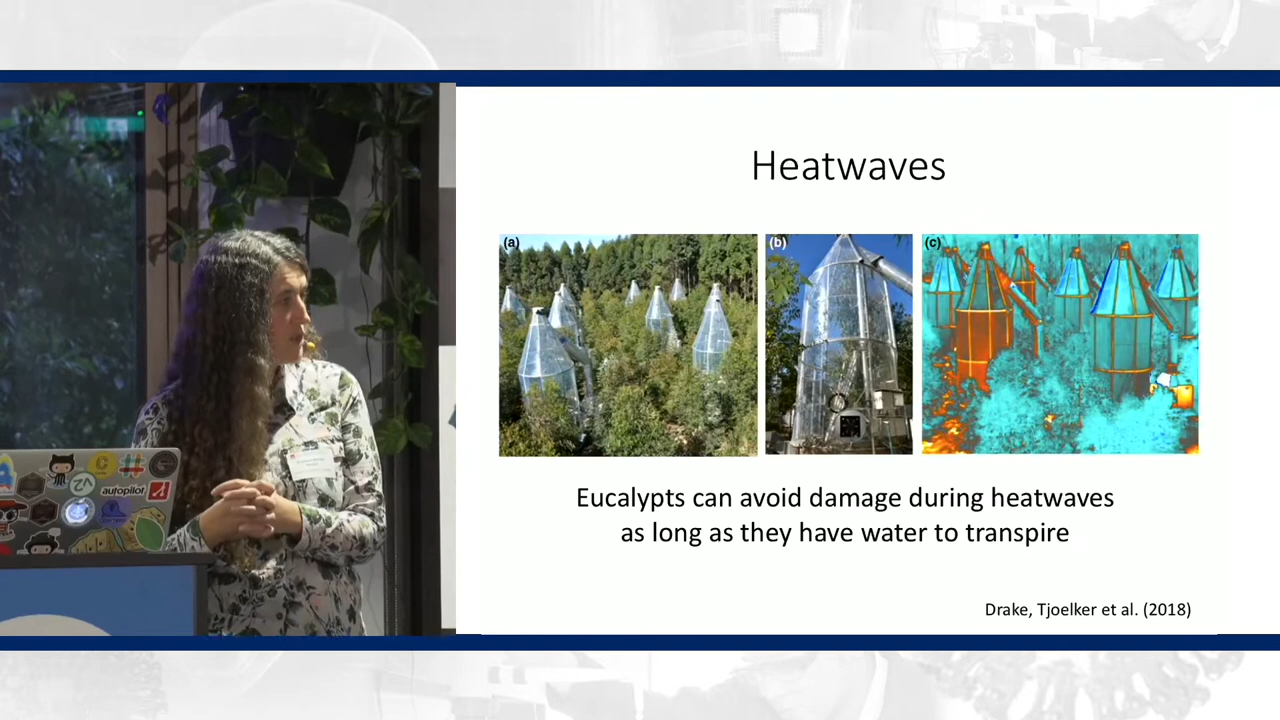 Heatwaves
(a)
(b)
(c)
Eucalypts can avoid damage during heatwaves
as long as they have water to transpire
Drake, Tjoelker et al. (2018)
autopilot